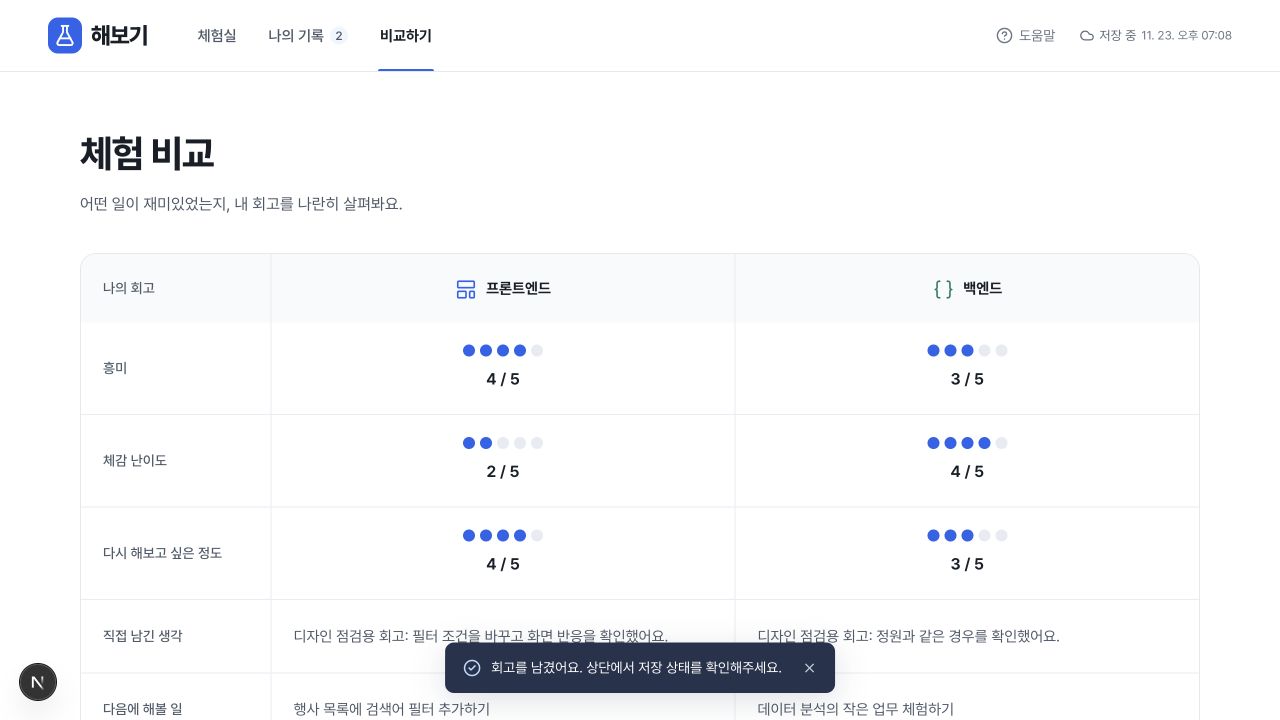 해보기
체험실
나의 기록 2
비교하기
도움말
저장 중 11. 23. 오후 07:08
체험 비교
어떤 일이 재미있었는지, 내 회고를 나란히 살펴봐요.
나의 회고
프론트엔드
{ } 백엔드
흥미
4 / 5
3 / 5
체감 난이도
2 / 5
4 / 5
다시 해보고 싶은 정도
4 / 5
3 / 5
직접 남긴 생각
디자인 점검용 회고: 필터 조건을 바꾸고 화면 반응을 확인했어요.
디자인 점검용 회고: 정원과 같은 경우를 확인했어요.
회고를 남겼어요. 상단에서 저장 상태를 확인해주세요.
다음에 해볼 일
행사 목록에 검색어 필터 추가하기
데이터 분석의 작은 업무 체험하기
N